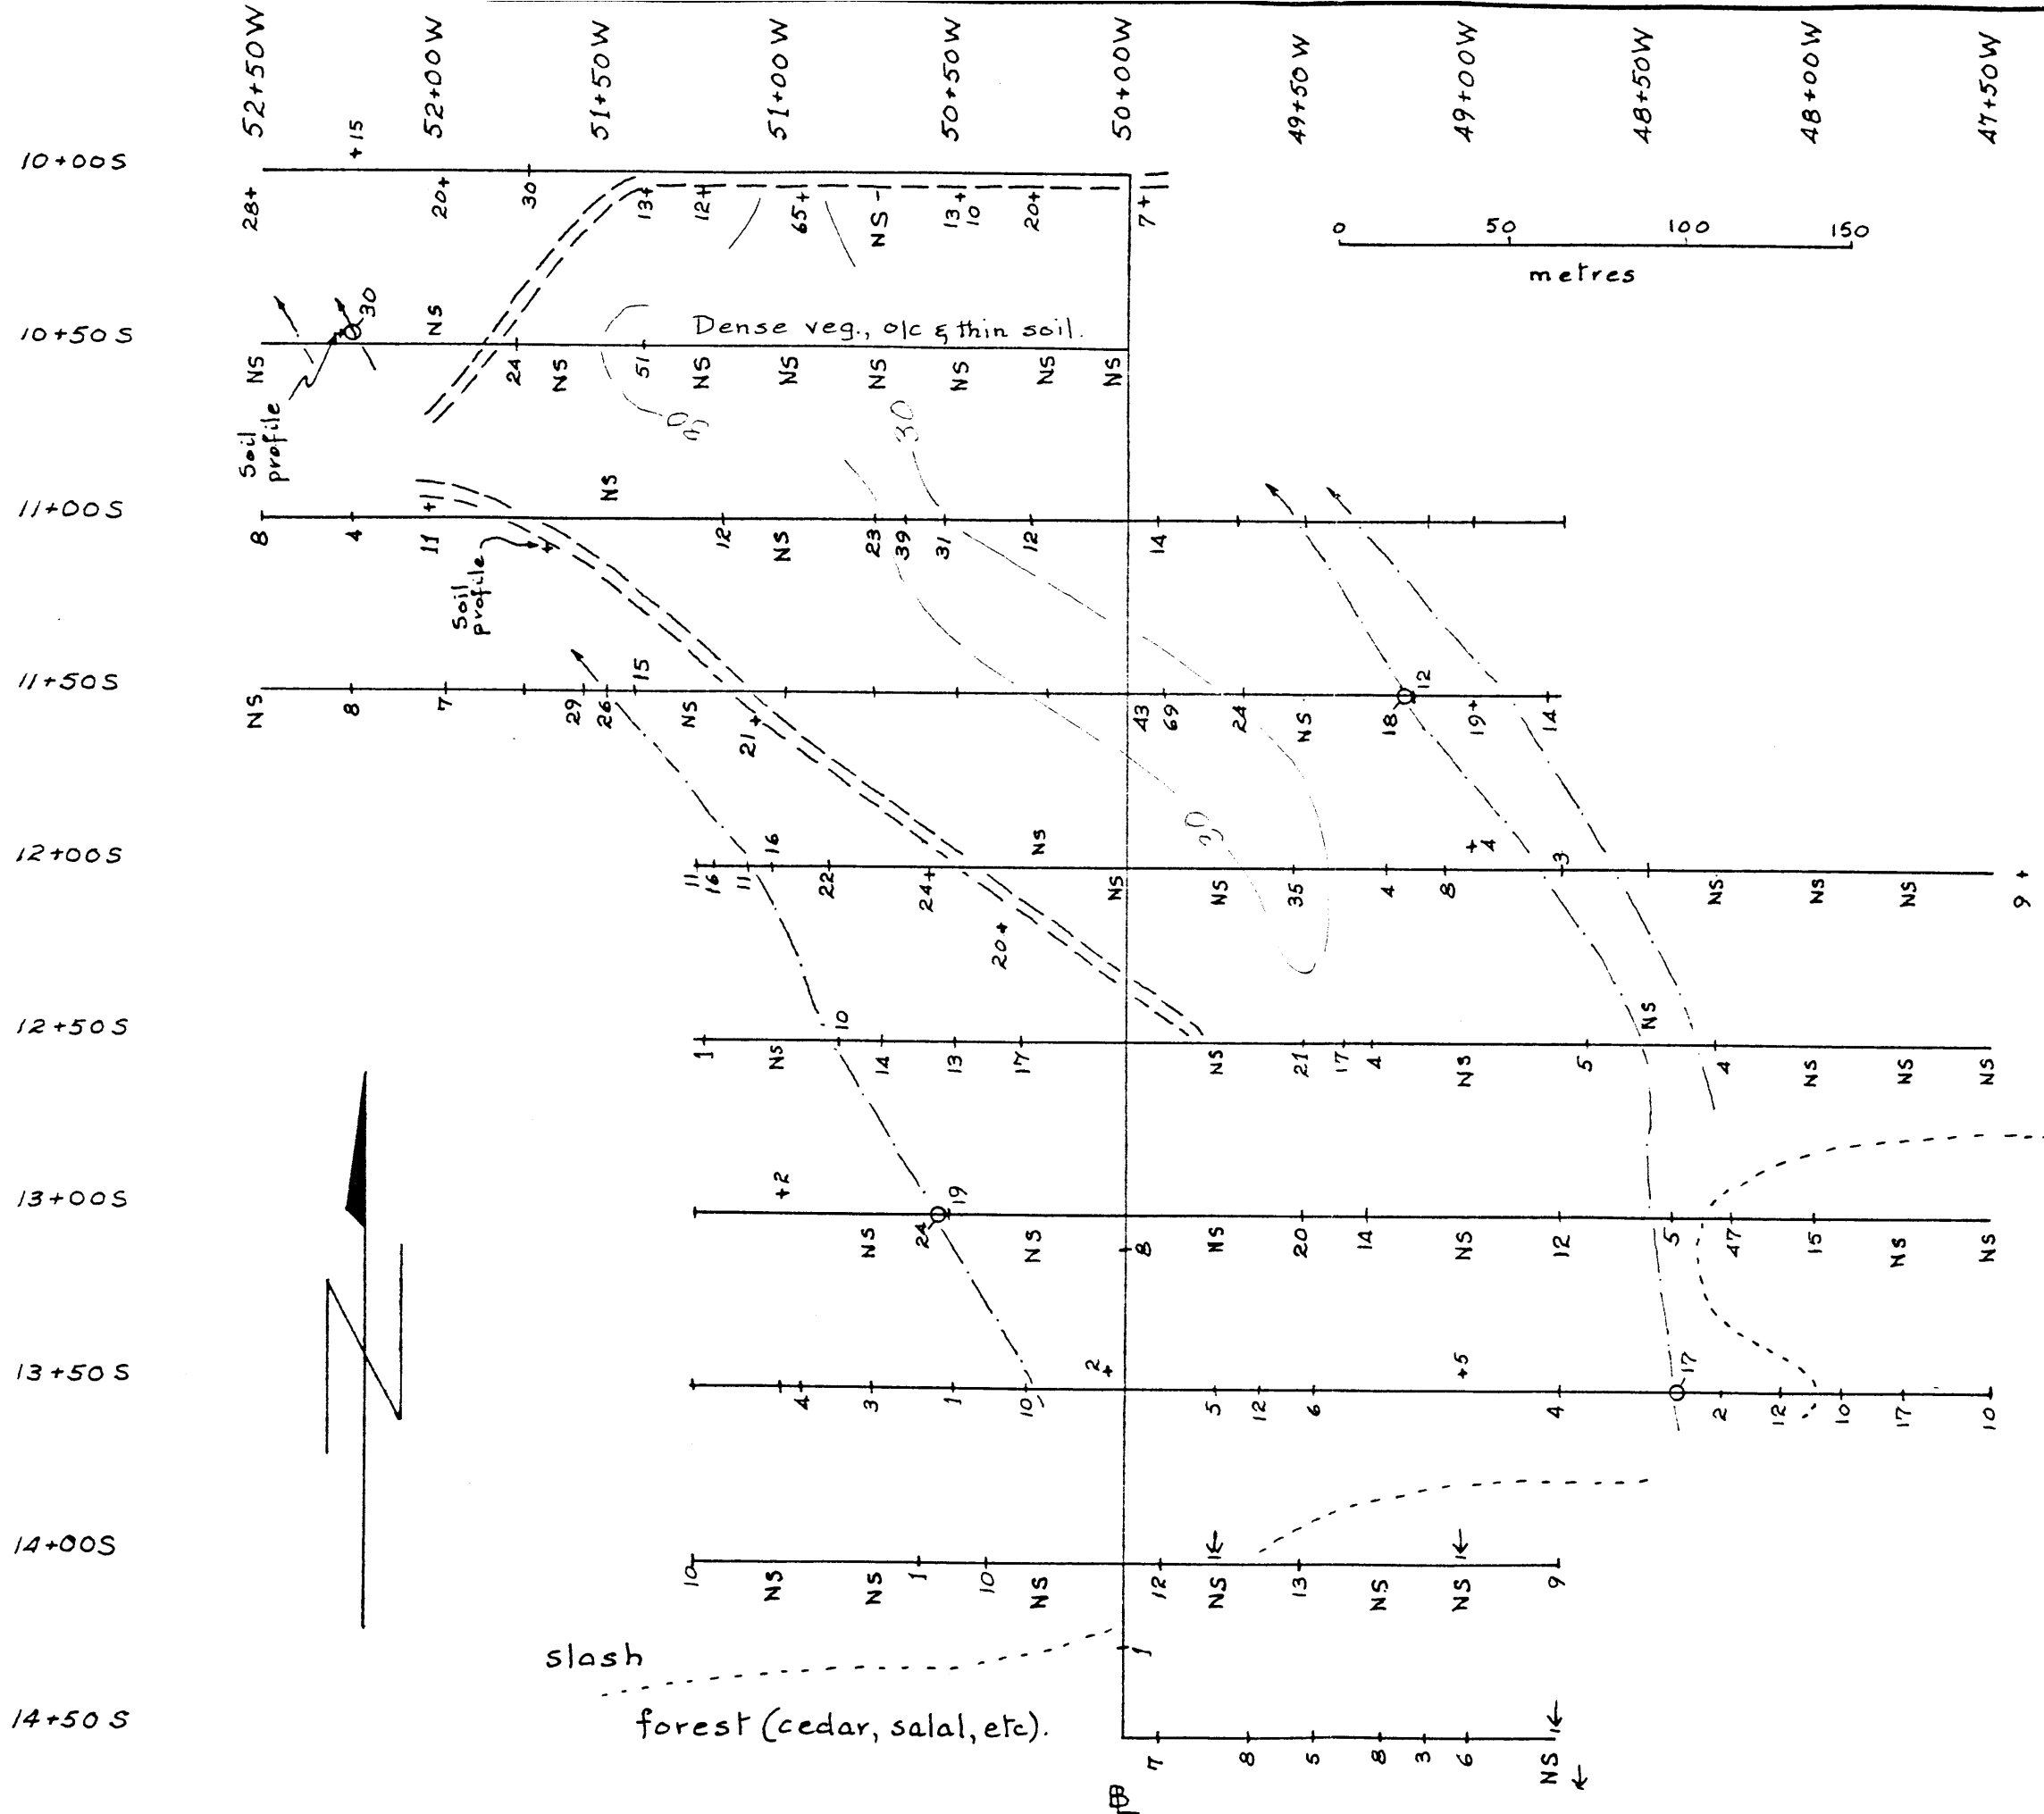 52+50W 52+00W 51+50W 51+00W 50+50W 50+00W 49+50W 49+00W 48+50W 48+00W 47+50W
+15
10+00S
28+ 20+ 30 13+ 12+ 65+ NS 13+ 10 20+ 7+
0 50 100 150
metres
30 NS
Dense veg., o/c & thin soil.
10+50S
NS 24 NS 51 NS NS NS NS NS NS
30
30
Soil
profile
NS
11+00S
8 4 11 12 NS 23 39 31 12 14
Soil
profile
15 12
11+50S
NS 8 7 29 26 NS 21+ 43 69 24 NS 18 19+ 14
30
16 NS +4 3
12+00S
11 16 11 22 24+ NS NS 35 4 8 NS NS NS 9+
20+
10 NS
12+50S
1 NS 14 13 17 NS 21 17 4 NS 5 4 NS NS NS
+2 19
13+00S
NS 24 NS 8 NS 20 14 NS 12 5 47 15 NS NS
2+ +5 17
13+50S
4 3 1 10 5 12 6 4 2 12 10 17 10
14+00S
10 NS NS 1 10 NS 12 NS 13 NS NS 9
slash
1
forest (cedar, salal, etc).
14+50S
7 8 5 8 3 6 NS
BL
N